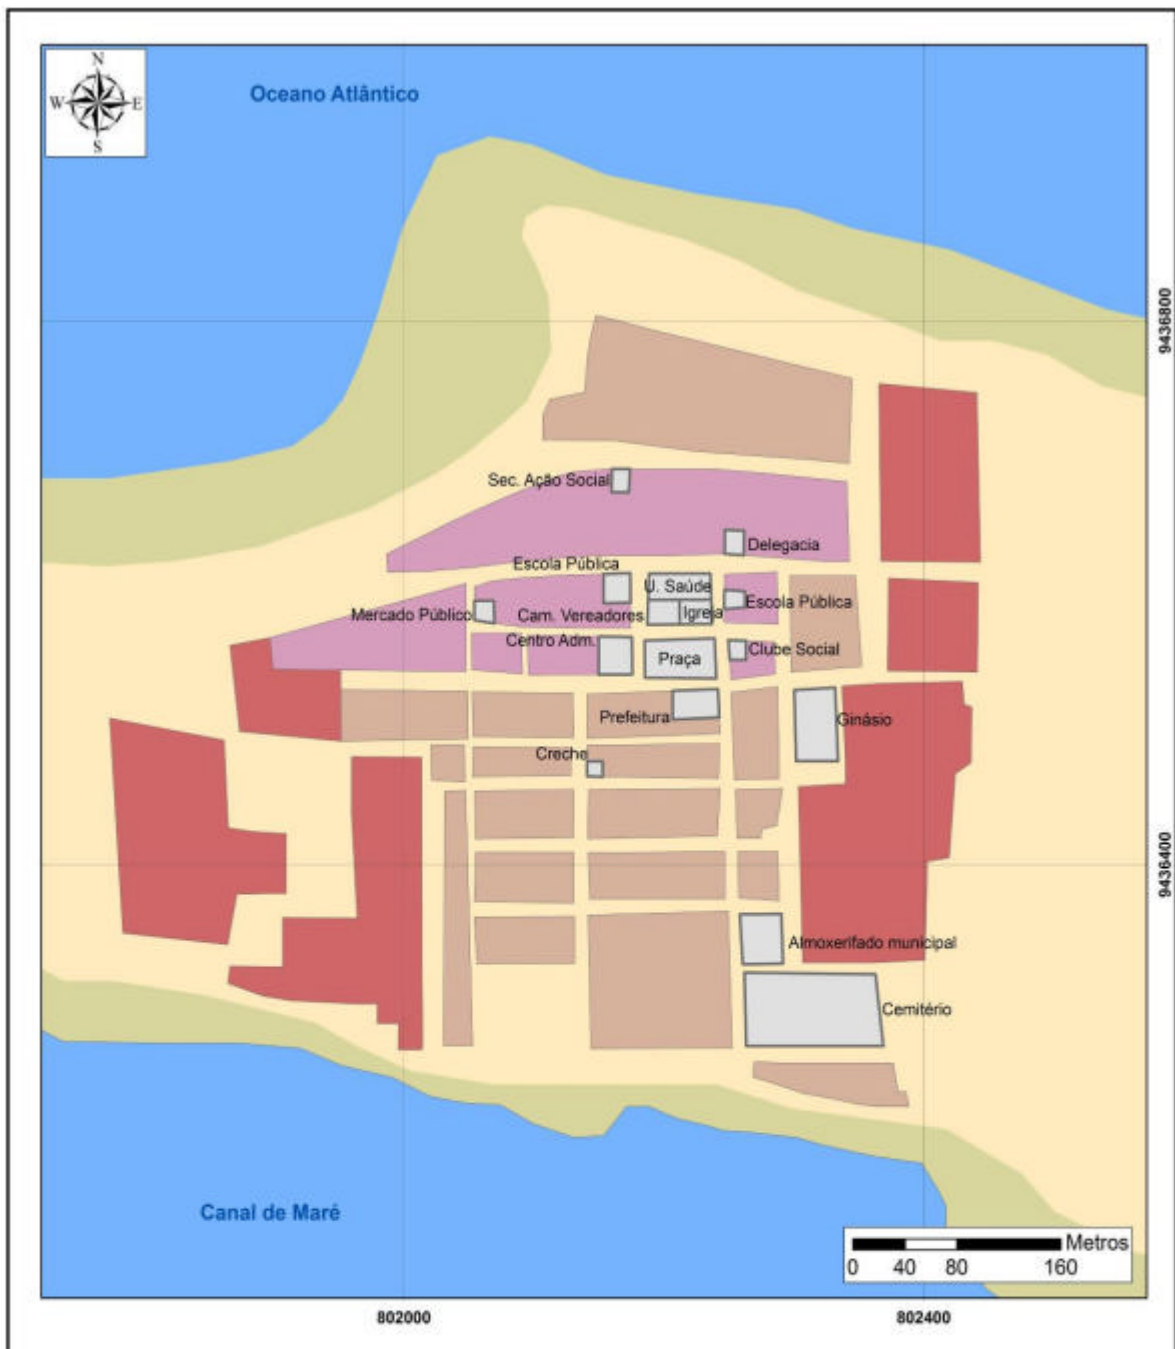 N
W E
S
Oceano Atlântico
9436800
Sec. Ação Social
Delegacia
Escola Pública
U. Saúde
Escola Pública
Mercado Público
Cam. Vereadores
Igreja
Centro Adm.
Clube Social
Praça
Prefeitura
Ginásio
Creche
9436400
Almoxerifado municipal
Cemitério
Canal de Maré
Metros
0 40 80 160
802000 802400